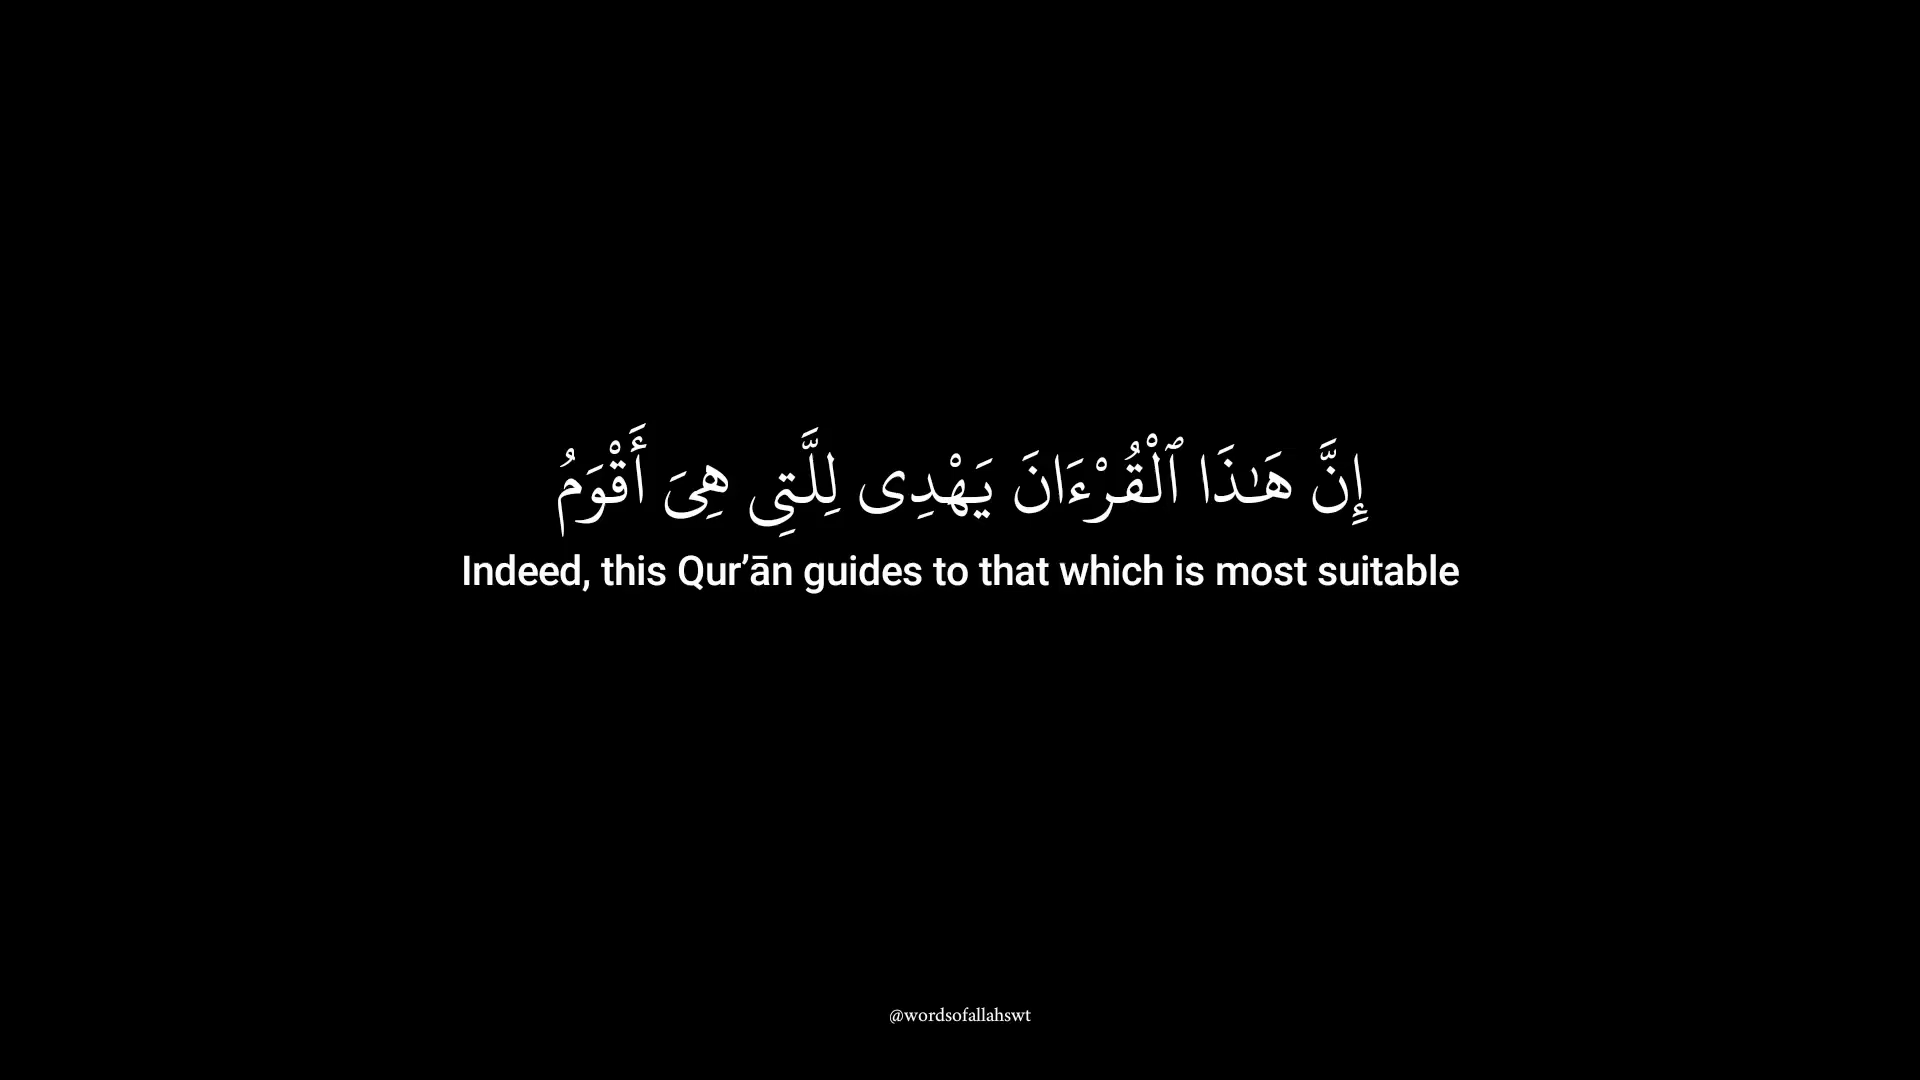 إِنَّ هَـٰذَا ٱلْقُرْءَانَ يَهْدِى لِلَّتِى هِىَ أَقْوَمُ
Indeed, this Qur’ān guides to that which is most suitable
@wordsofallahswt